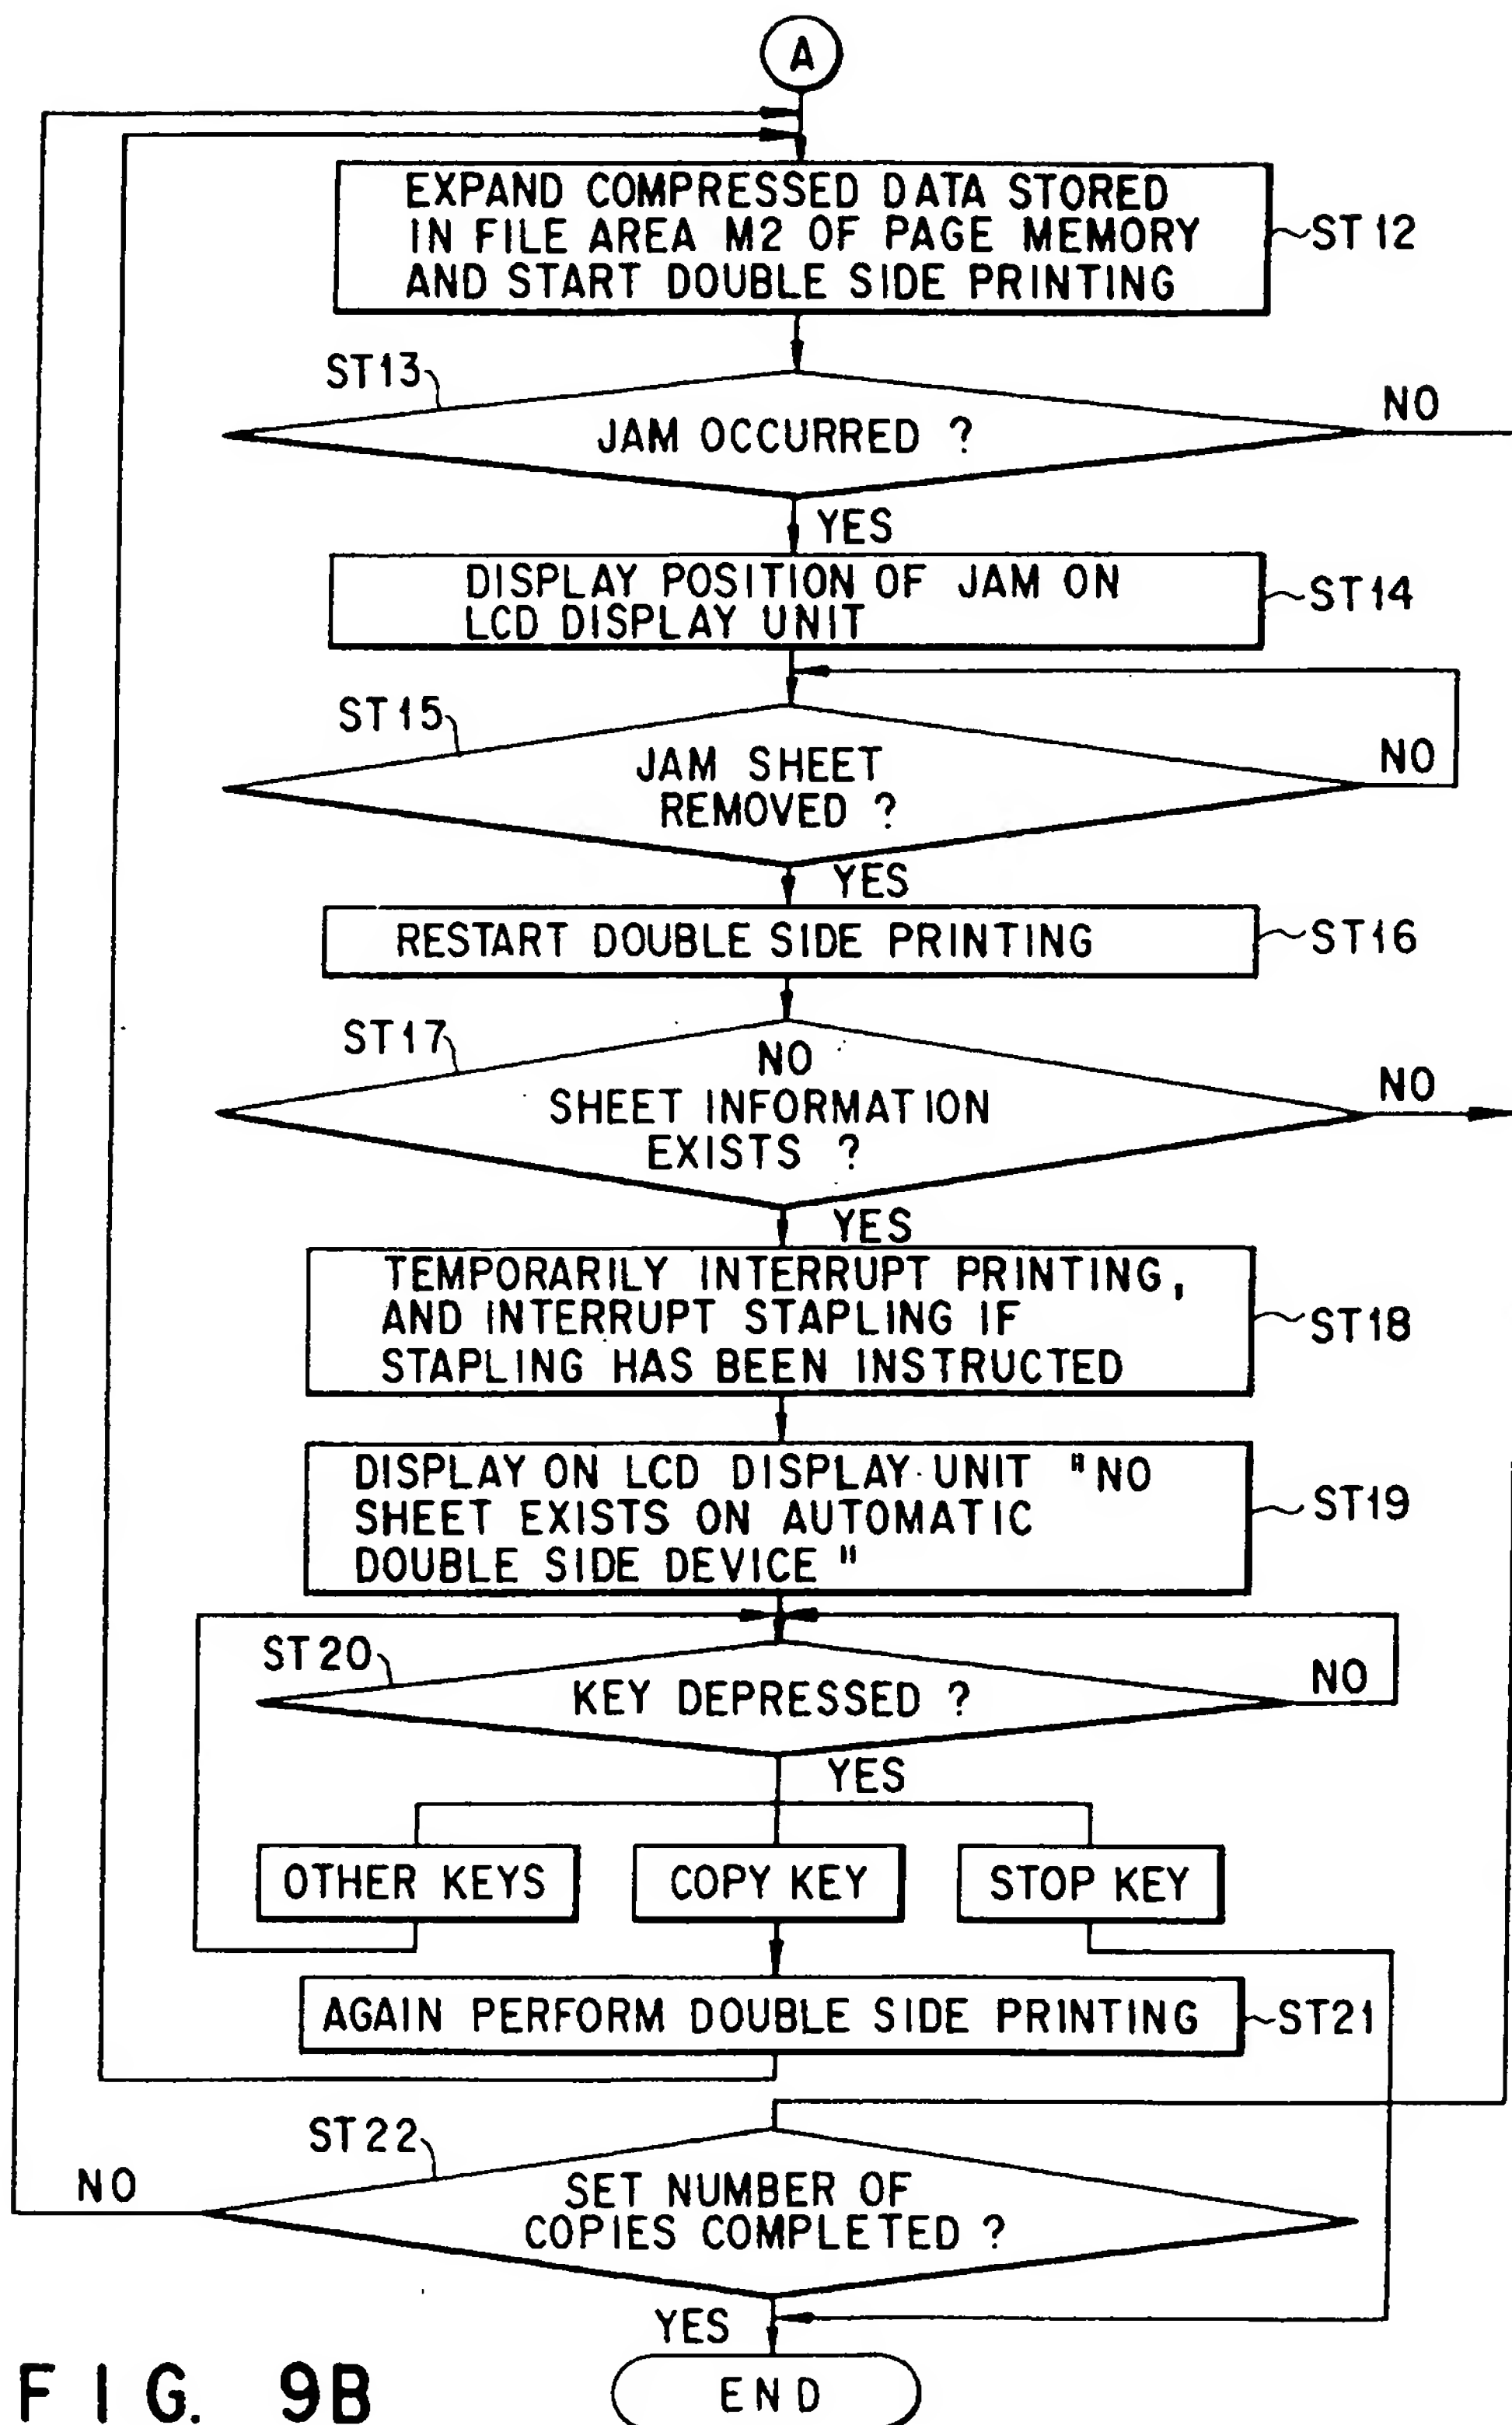 A
EXPAND COMPRESSED DATA STORED
IN FILE AREA M2 OF PAGE MEMORY
AND START DOUBLE SIDE PRINTING
ST12
ST13
JAM OCCURRED ?
NO
YES
DISPLAY POSITION OF JAM ON
LCD DISPLAY UNIT
ST14
ST15
JAM SHEET
REMOVED ?
NO
YES
RESTART DOUBLE SIDE PRINTING
ST16
ST17
NO
SHEET INFORMATION
EXISTS ?
NO
YES
TEMPORARILY INTERRUPT PRINTING,
AND INTERRUPT STAPLING IF
STAPLING HAS BEEN INSTRUCTED
ST18
DISPLAY ON LCD DISPLAY UNIT "NO
SHEET EXISTS ON AUTOMATIC
DOUBLE SIDE DEVICE"
ST19
ST20
KEY DEPRESSED ?
NO
YES
OTHER KEYS
COPY KEY
STOP KEY
AGAIN PERFORM DOUBLE SIDE PRINTING
ST21
ST22
SET NUMBER OF
COPIES COMPLETED ?
NO
YES
END
FIG. 9B